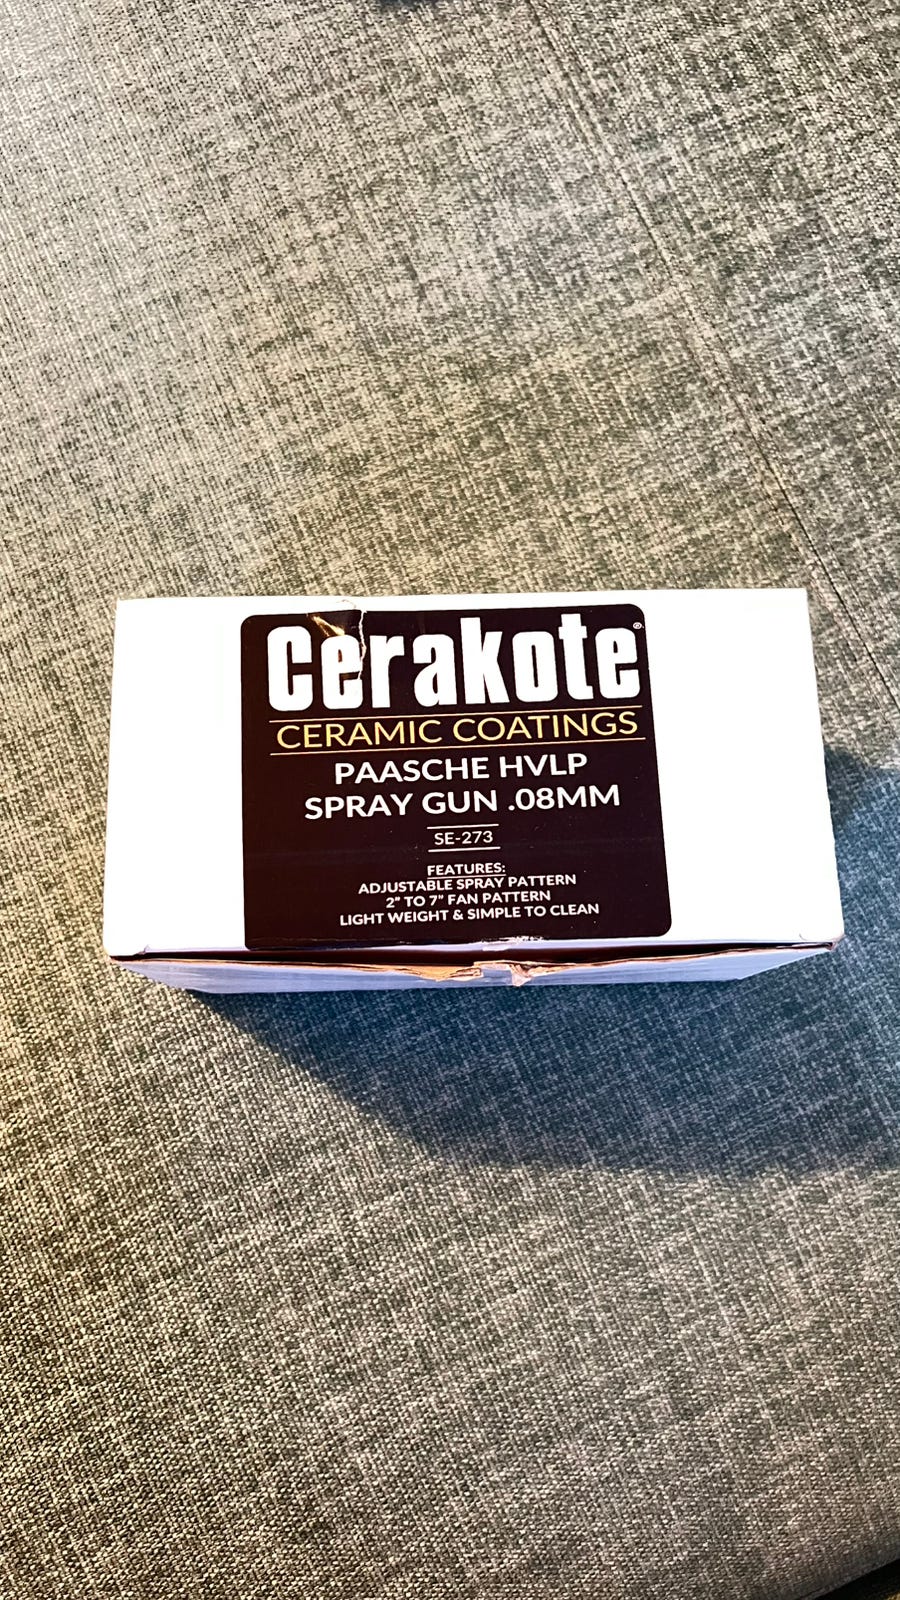 Cerakote®
CERAMIC COATINGS
PAASCHE HVLP
SPRAY GUN .08MM
SE-273
FEATURES:
ADJUSTABLE SPRAY PATTERN
2" TO 7" FAN PATTERN
LIGHT WEIGHT & SIMPLE TO CLEAN